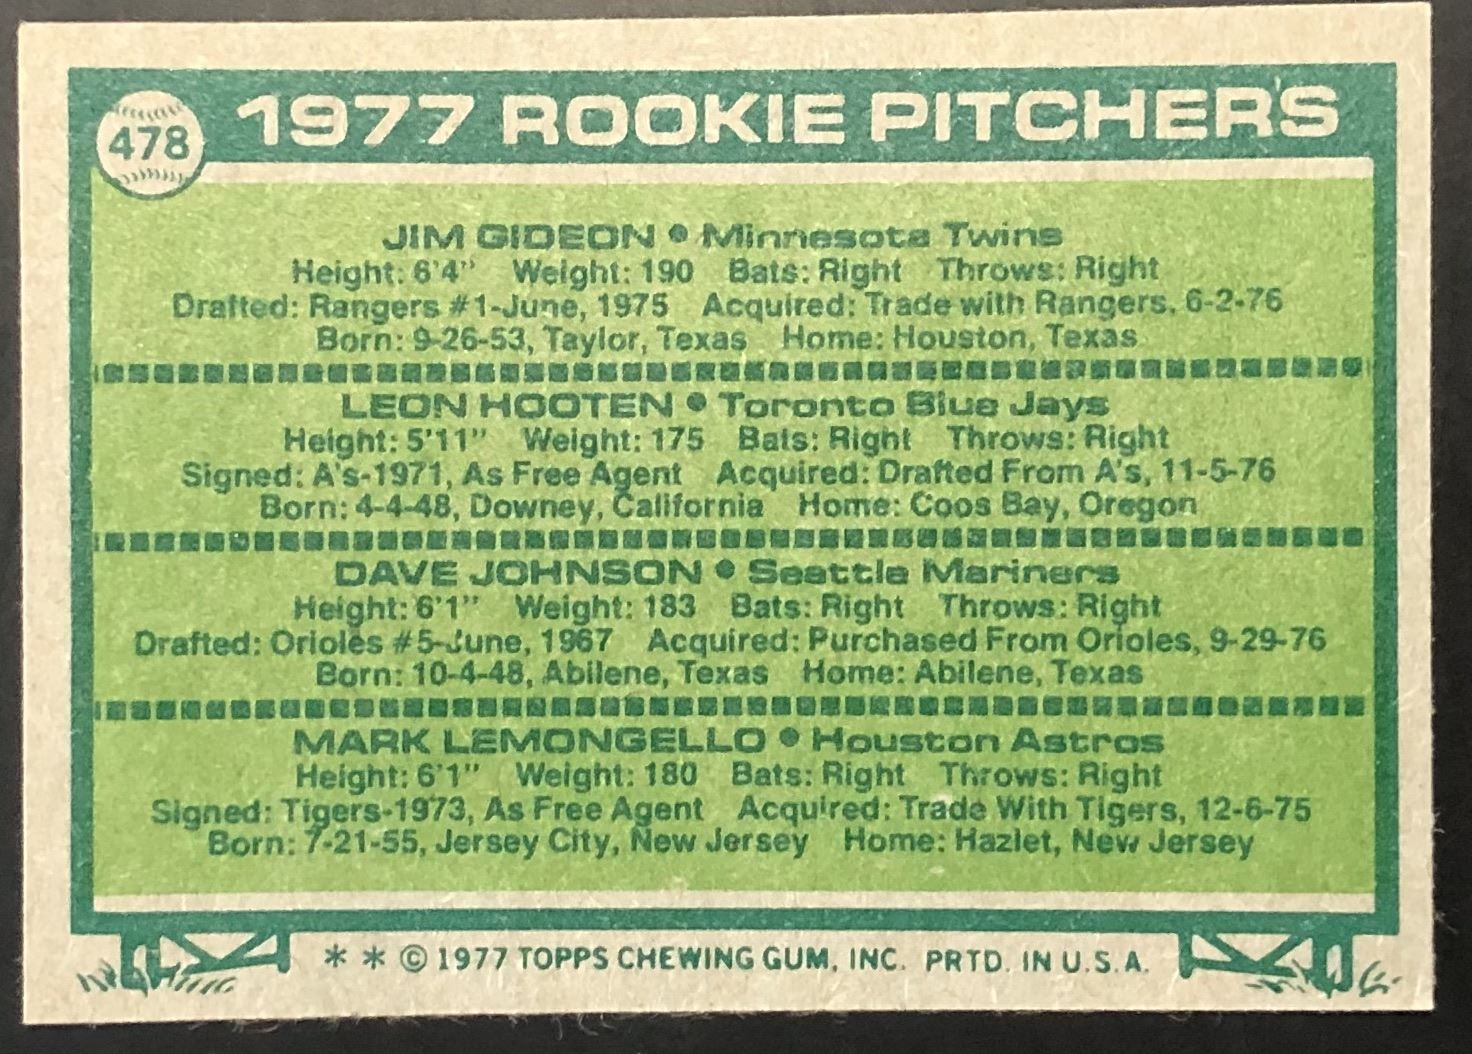 478
1977 ROOKIE PITCHERS
JIM GIDEON • Minnesota Twins
Height: 6'4" Weight: 190 Bats: Right Throws: Right
Drafted: Rangers #1-June, 1975 Acquired: Trade with Rangers, 6-2-76
Born: 9-26-53, Taylor, Texas Home: Houston, Texas
LEON HOOTEN • Toronto Blue Jays
Height: 5'11" Weight: 175 Bats: Right Throws: Right
Signed: A's-1971, As Free Agent Acquired: Drafted From A's, 11-5-76
Born: 4-4-48, Downey, California Home: Coos Bay, Oregon
DAVE JOHNSON • Seattle Mariners
Height: 6'1" Weight: 183 Bats: Right Throws: Right
Drafted: Orioles #5-June, 1967 Acquired: Purchased From Orioles, 9-29-76
Born: 10-4-48, Abilene, Texas Home: Abilene, Texas
MARK LEMONGELLO • Houston Astros
Height: 6'1" Weight: 180 Bats: Right Throws: Right
Signed: Tigers-1973, As Free Agent Acquired: Trade With Tigers, 12-6-75
Born: 7-21-55, Jersey City, New Jersey Home: Hazlet, New Jersey
* * © 1977 TOPPS CHEWING GUM, INC. PRTD. IN U.S.A.